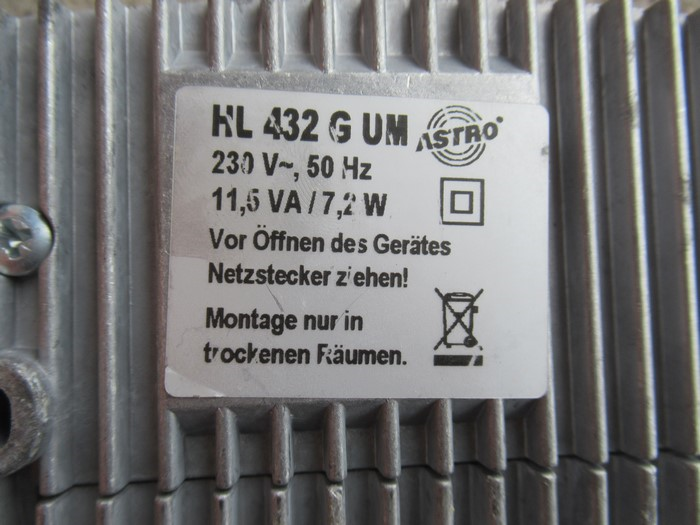 HL 432 G UM ASTRO
230 V~, 50 Hz
11,5 VA / 7,2 W
Vor Öffnen des Gerätes
Netzstecker ziehen!
Montage nur in
trockenen Räumen.